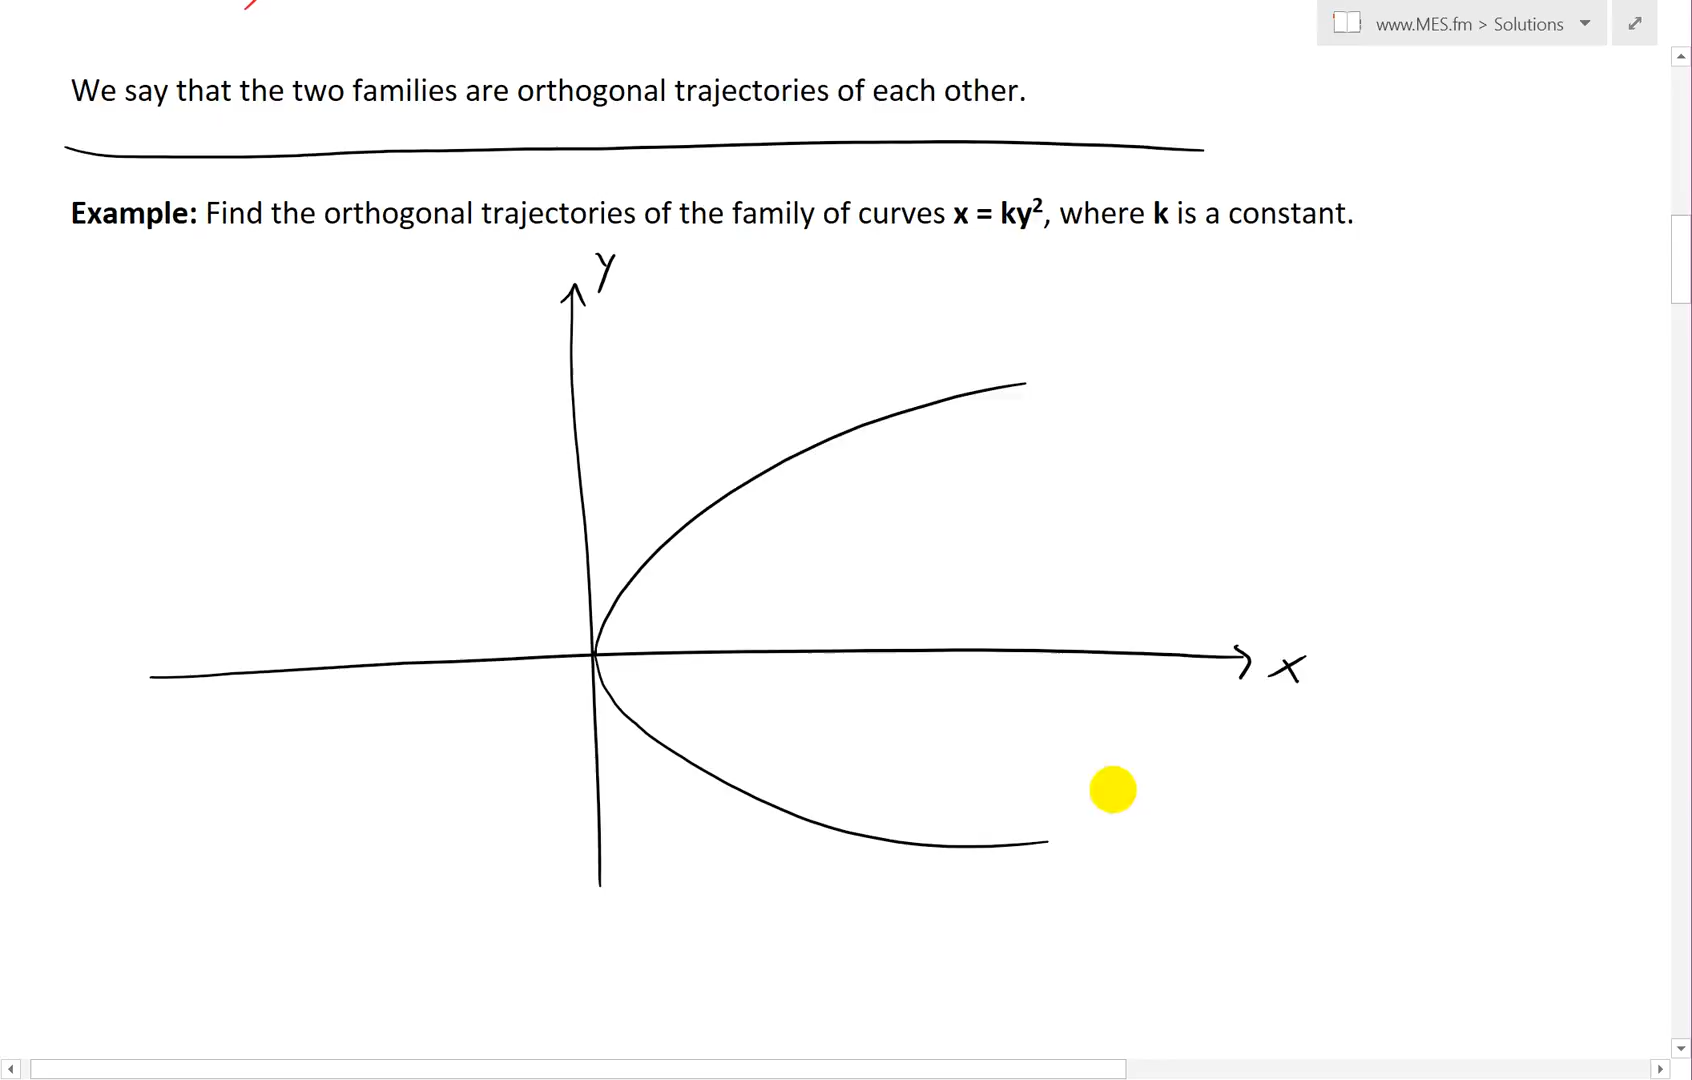 www.MES.fm > Solutions
We say that the two families are orthogonal trajectories of each other.
Example: Find the orthogonal trajectories of the family of curves x = ky², where k is a constant.
y
x